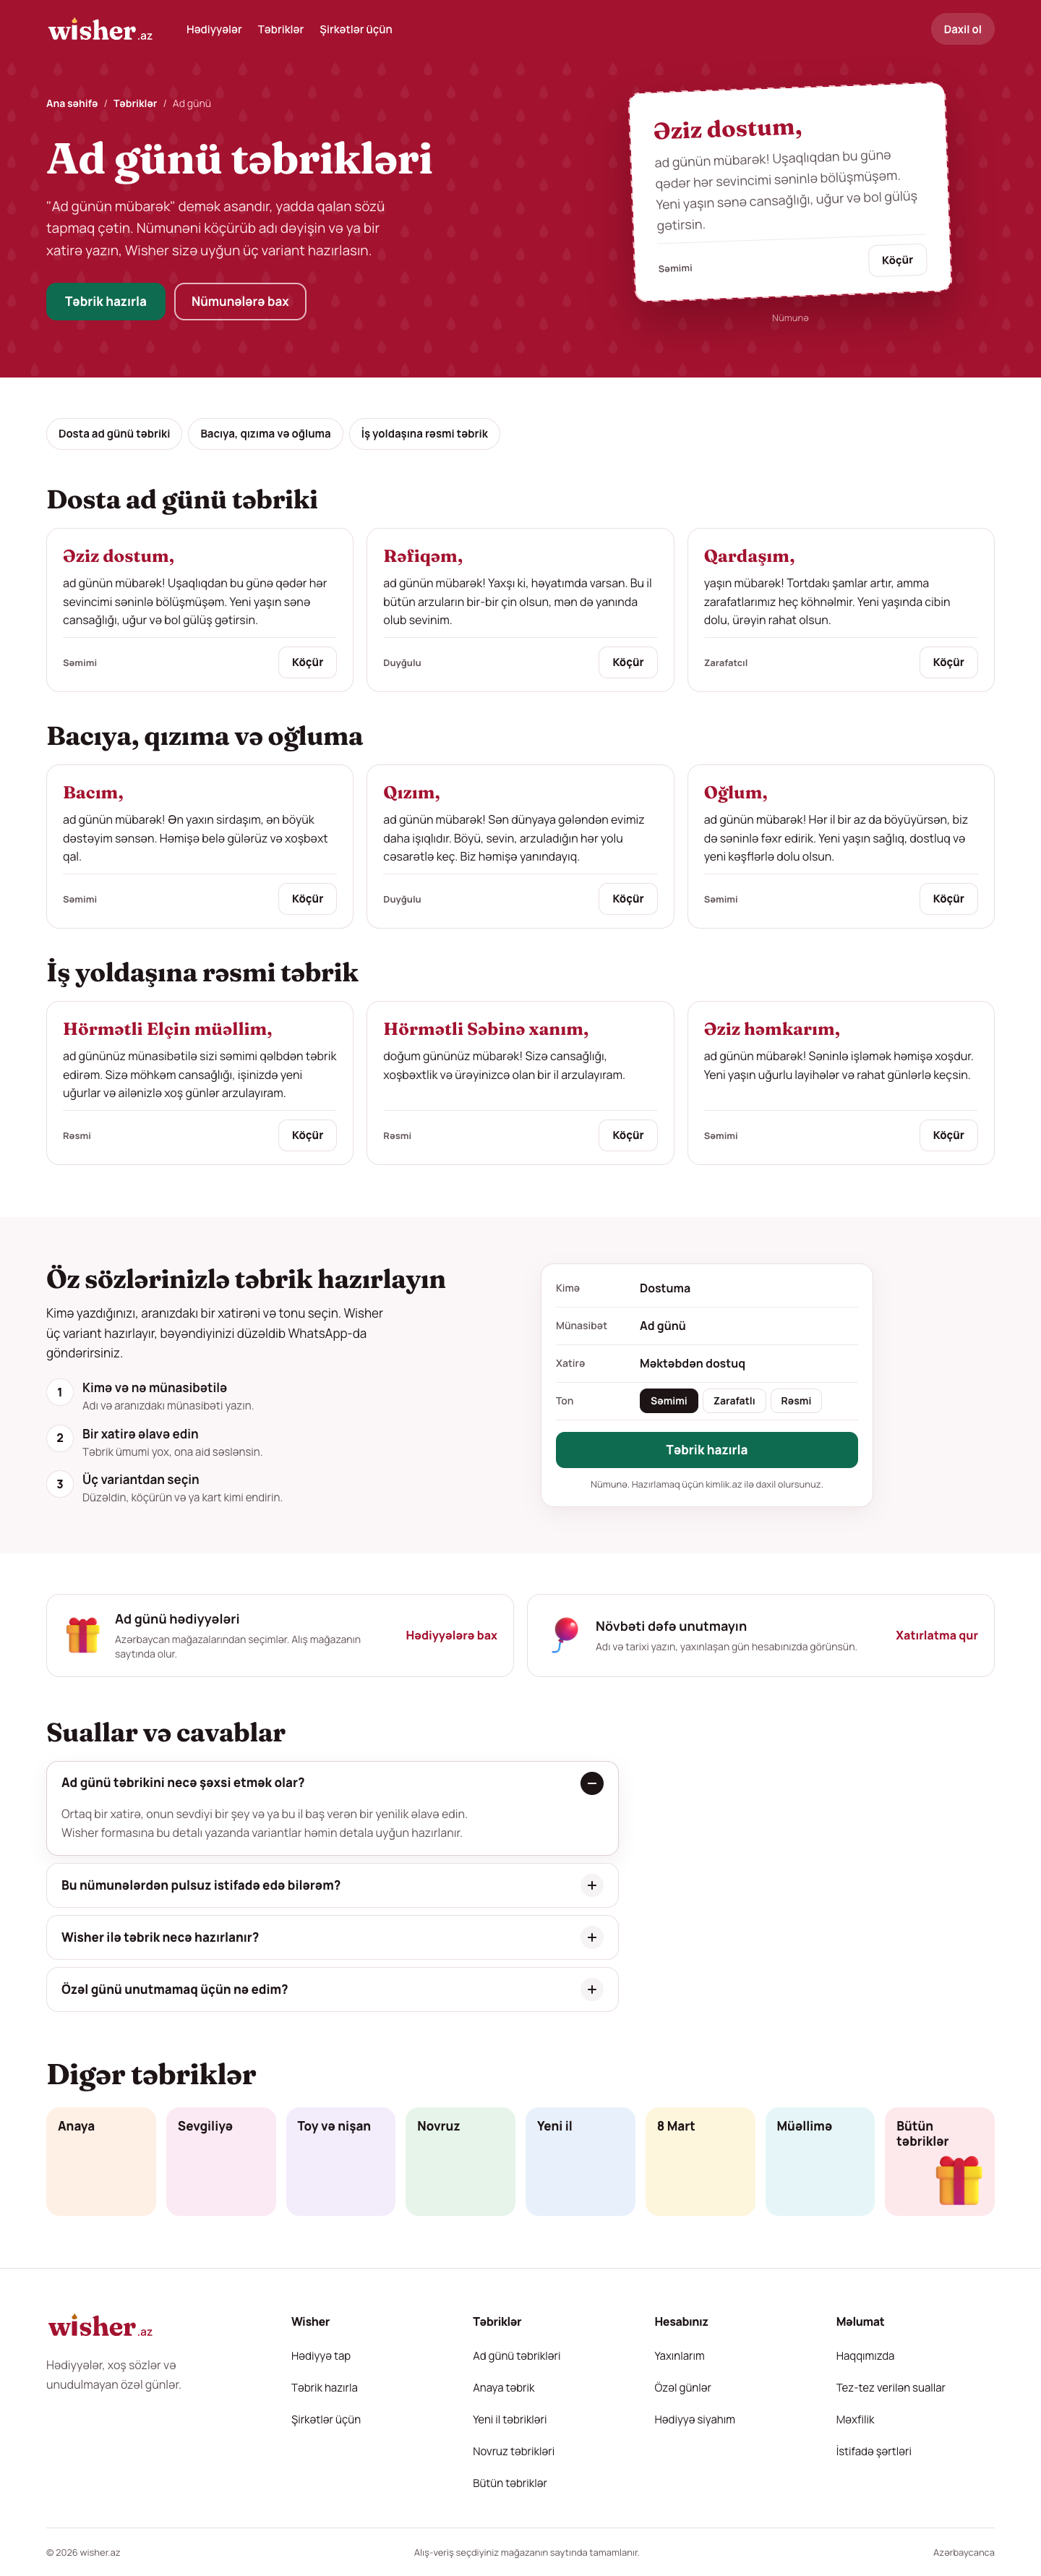 wisher.az
Hədiyyələr
Təbriklər
Şirkətlər üçün
Daxil ol
Ana səhifə / Təbriklər / Ad günü
Ad günü təbrikləri
"Ad günün mübarək" demək asandır, yadda qalan sözü
tapmaq çətin. Nümunəni köçürüb adı dəyişin və ya bir
xatirə yazın, Wisher sizə uyğun üç variant hazırlasın.
Təbrik hazırla
Nümunələrə bax
Əziz dostum,
ad günün mübarək! Uşaqlıqdan bu günə
qədər hər sevincimi səninlə bölüşmüşəm.
Yeni yaşın sənə cansağlığı, uğur və bol gülüş
gətirsin.
Səmimi
Köçür
Nümunə
Dosta ad günü təbriki
Bacıya, qızıma və oğluma
İş yoldaşına rəsmi təbrik
Dosta ad günü təbriki
Əziz dostum,
ad günün mübarək! Uşaqlıqdan bu günə qədər hər
sevincimi səninlə bölüşmüşəm. Yeni yaşın sənə
cansağlığı, uğur və bol gülüş gətirsin.
Səmimi
Köçür
Rəfiqəm,
ad günün mübarək! Yaxşı ki, həyatımda varsan. Bu il
bütün arzuların bir-bir çin olsun, mən də yanında
olub sevinim.
Duyğulu
Köçür
Qardaşım,
yaşın mübarək! Tortdakı şamlar artır, amma
zarafatlarımız heç köhnəlmir. Yeni yaşında cibin
dolu, ürəyin rahat olsun.
Zarafatcıl
Köçür
Bacıya, qızıma və oğluma
Bacım,
ad günün mübarək! Ən yaxın sirdaşım, ən böyük
dəstəyim sənsən. Həmişə belə gülərüz və xoşbəxt
qal.
Səmimi
Köçür
Qızım,
ad günün mübarək! Sən dünyaya gələndən evimiz
daha işıqlıdır. Böyü, sevin, arzuladığın hər yolu
cəsarətlə keç. Biz həmişə yanındayıq.
Duyğulu
Köçür
Oğlum,
ad günün mübarək! Hər il bir az da böyüyürsən, biz
də səninlə fəxr edirik. Yeni yaşın sağlıq, dostluq və
yeni kəşflərlə dolu olsun.
Səmimi
Köçür
İş yoldaşına rəsmi təbrik
Hörmətli Elçin müəllim,
ad gününüz münasibətilə sizi səmimi qəlbdən təbrik
edirəm. Sizə möhkəm cansağlığı, işinizdə yeni
uğurlar və ailənizlə xoş günlər arzulayıram.
Rəsmi
Köçür
Hörmətli Səbinə xanım,
doğum gününüz mübarək! Sizə cansağlığı,
xoşbəxtlik və ürəyinizcə olan bir il arzulayıram.
Rəsmi
Köçür
Əziz həmkarım,
ad günün mübarək! Səninlə işləmək həmişə xoşdur.
Yeni yaşın uğurlu layihələr və rahat günlərlə keçsin.
Səmimi
Köçür
Öz sözlərinizlə təbrik hazırlayın
Kimə yazdığınızı, aranızdakı bir xatirəni və tonu seçin. Wisher
üç variant hazırlayır, bəyəndiyinizi düzəldib WhatsApp-da
göndərirsiniz.
1
Kimə və nə münasibətilə
Adı və aranızdakı münasibəti yazın.
2
Bir xatirə əlavə edin
Təbrik ümumi yox, ona aid səslənsin.
3
Üç variantdan seçin
Düzəldin, köçürün və ya kart kimi endirin.
Kimə
Dostuma
Münasibət
Ad günü
Xatirə
Məktəbdən dostuq
Ton
Səmimi
Zarafatlı
Rəsmi
Təbrik hazırla
Nümunə. Hazırlamaq üçün kimlik.az ilə daxil olursunuz.
Ad günü hədiyyələri
Azərbaycan mağazalarından seçimlər. Alış mağazanın
saytında olur.
Hədiyyələrə bax
Növbəti dəfə unutmayın
Adı və tarixi yazın, yaxınlaşan gün hesabınızda görünsün.
Xatırlatma qur
Suallar və cavablar
Ad günü təbrikini necə şəxsi etmək olar?
Ortaq bir xatirə, onun sevdiyi bir şey və ya bu il baş verən bir yenilik əlavə edin.
Wisher formasına bu detalı yazanda variantlar həmin detala uyğun hazırlanır.
Bu nümunələrdən pulsuz istifadə edə bilərəm?
Wisher ilə təbrik necə hazırlanır?
Özəl günü unutmamaq üçün nə edim?
Digər təbriklər
Anaya
Sevgiliyə
Toy və nişan
Novruz
Yeni il
8 Mart
Müəllimə
Bütün
təbriklər
wisher.az
Hədiyyələr, xoş sözlər və
unudulmayan özəl günlər.
Wisher
Hədiyyə tap
Təbrik hazırla
Şirkətlər üçün
Təbriklər
Ad günü təbrikləri
Anaya təbrik
Yeni il təbrikləri
Novruz təbrikləri
Bütün təbriklər
Hesabınız
Yaxınlarım
Özəl günlər
Hədiyyə siyahım
Məlumat
Haqqımızda
Tez-tez verilən suallar
Məxfilik
İstifadə şərtləri
© 2026 wisher.az
Alış-veriş seçdiyiniz mağazanın saytında tamamlanır.
Azərbaycanca